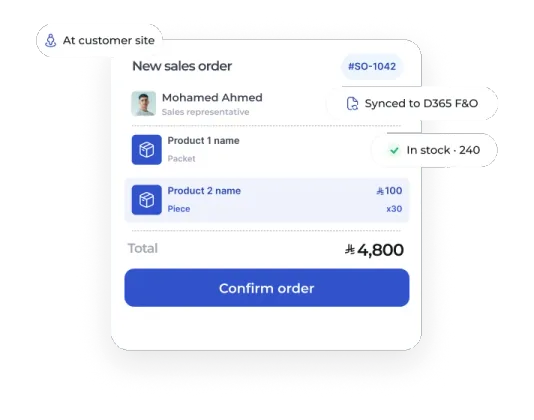 At customer site
New sales order
#SO-1042
Mohamed Ahmed
Sales representative
Synced to D365 F&O
Product 1 name
Packet
In stock · 240
Product 2 name
⃁100
Piece
x30
Total
⃁4,800
Confirm order